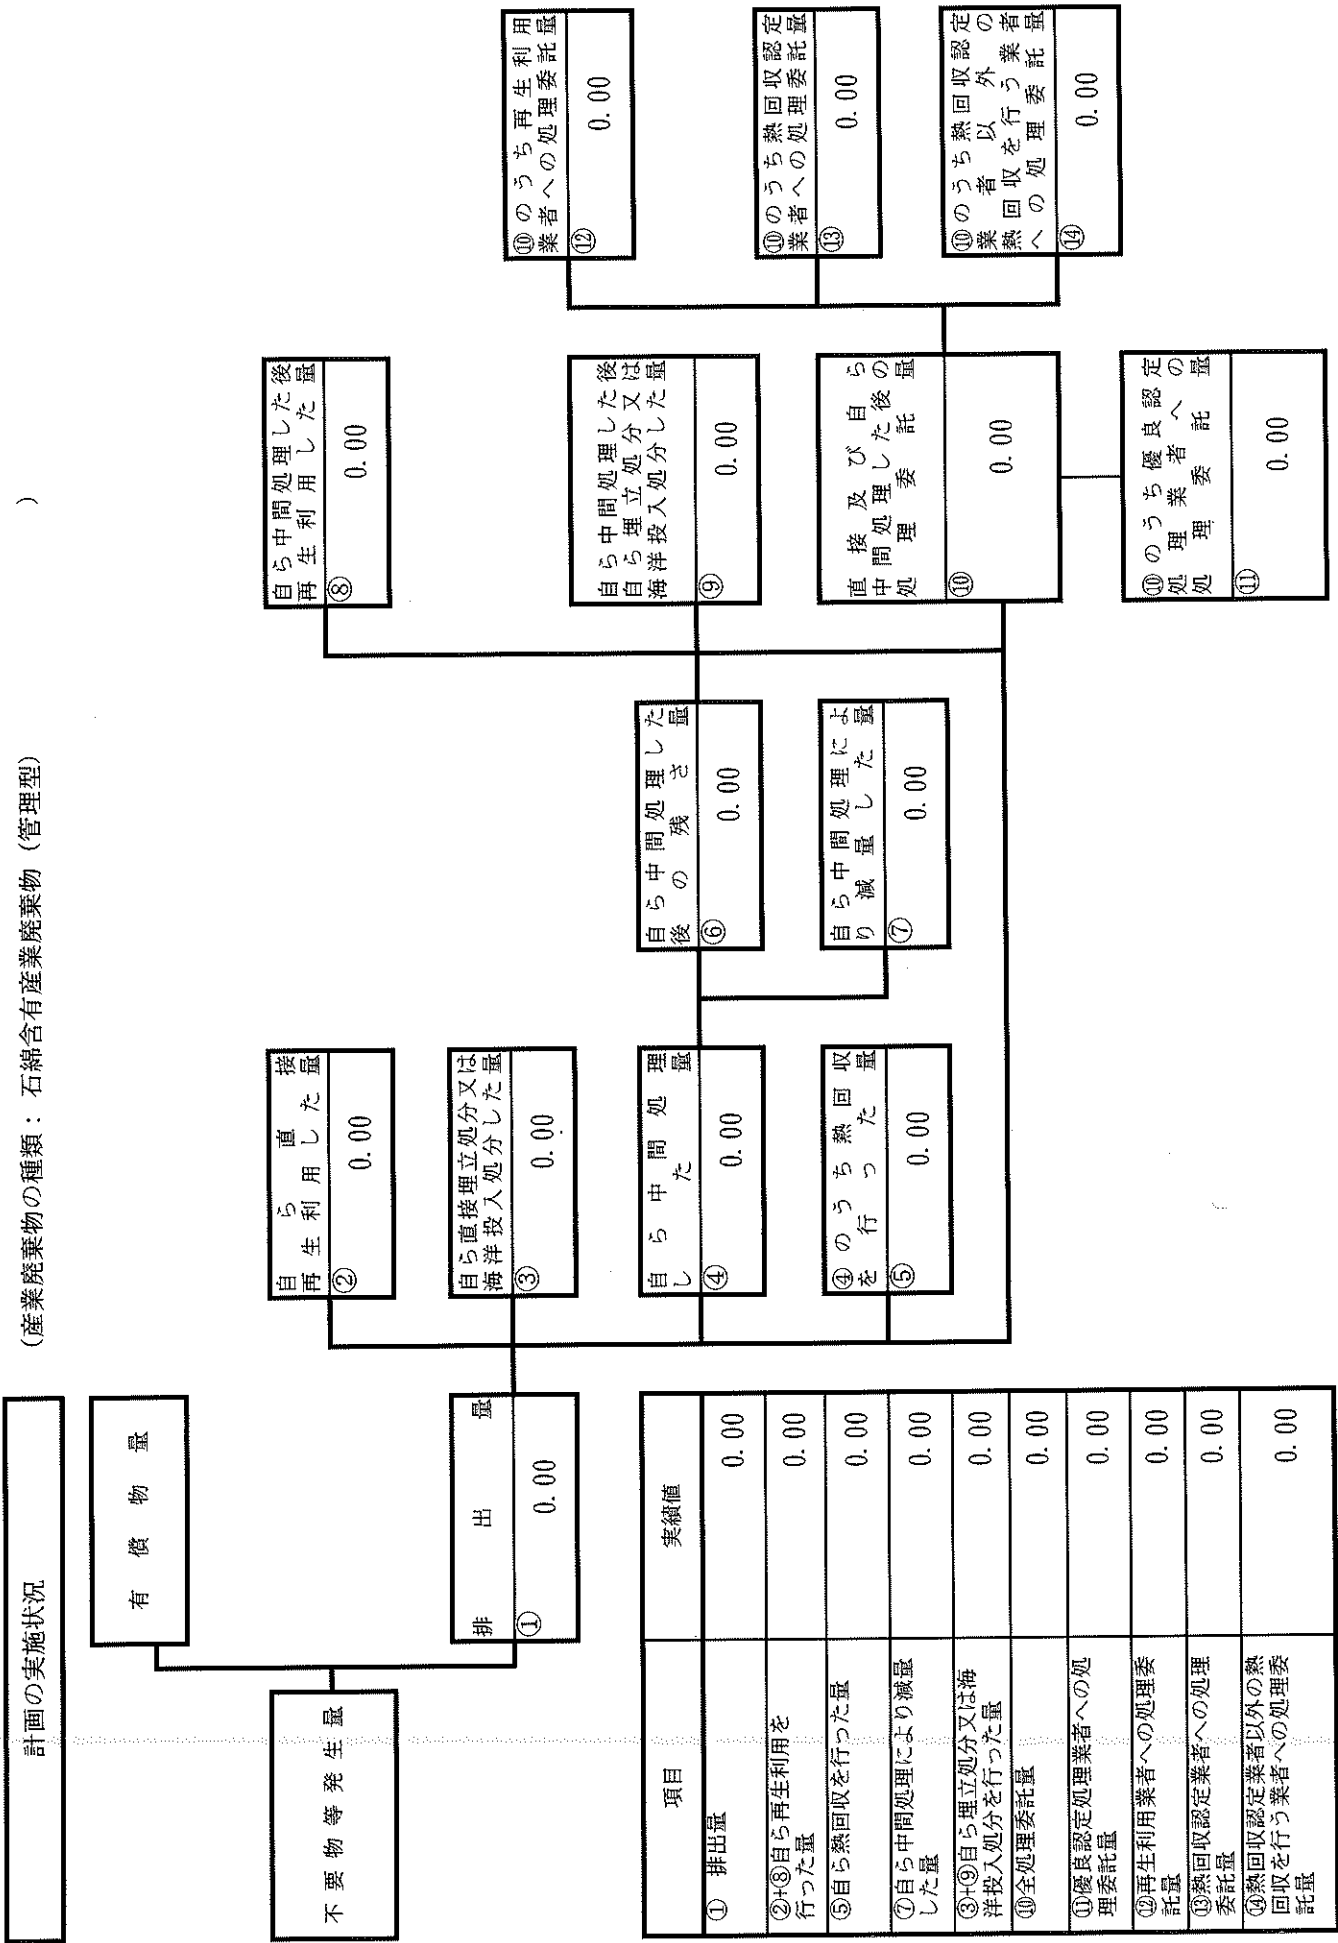 計画の実施状況
（産業廃棄物の種類：石綿含有産業廃棄物（管理型）
）
有償物量
不要物等発生量
排出量
①
0.00
自ら直接
再生利用した量
②
0.00
自ら直接埋立処分又は
海洋投入処分した量
③
0.00
自ら中間処理
した量
④
0.00
④のうち熱回収
を行った量
⑤
0.00
自ら中間処理した
後の残さ量
⑥
0.00
自ら中間処理によ
り減量した量
⑦
0.00
自ら中間処理した後
再生利用した量
⑧
0.00
自ら中間処理した後
自ら埋立処分又は
海洋投入処分した量
⑨
0.00
直接及び自ら
中間処理した後の
処理委託量
⑩
0.00
⑩のうち優良認定
処理業者への
処理委託量
⑪
0.00
⑩のうち再生利用
業者への処理委託量
⑫
0.00
⑩のうち熱回収認定
業者への処理委託量
⑬
0.00
⑩のうち熱回収認定
業者以外の
熱回収を行う業者
への処理委託量
⑭
0.00
項目 実績値
① 排出量 0.00
②+⑧自ら再生利用を
行った量 0.00
⑤自ら熱回収を行った量 0.00
⑦自ら中間処理により減量
した量 0.00
③+⑨自ら埋立処分又は海
洋投入処分を行った量 0.00
⑩全処理委託量 0.00
⑪優良認定処理業者への処
理委託量 0.00
⑫再生利用業者への処理委
託量 0.00
⑬熱回収認定業者への処理
委託量 0.00
⑭熱回収認定業者以外の熱
回収を行う業者への処理委
託量 0.00